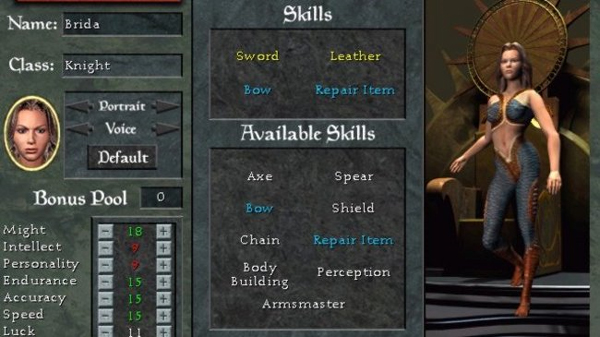 Name: Brida
Class: Knight
Portrait
Voice
Default
Bonus Pool 0
Might - 18 +
Intellect - 9 +
Personality - 9 +
Endurance - 15 +
Accuracy - 15 +
Speed - 15 +
Luck 11
Skills
Sword Leather
Bow Repair Item
Available Skills
Axe Spear
Bow Shield
Chain Repair Item
Body
Building Perception
Armsmaster